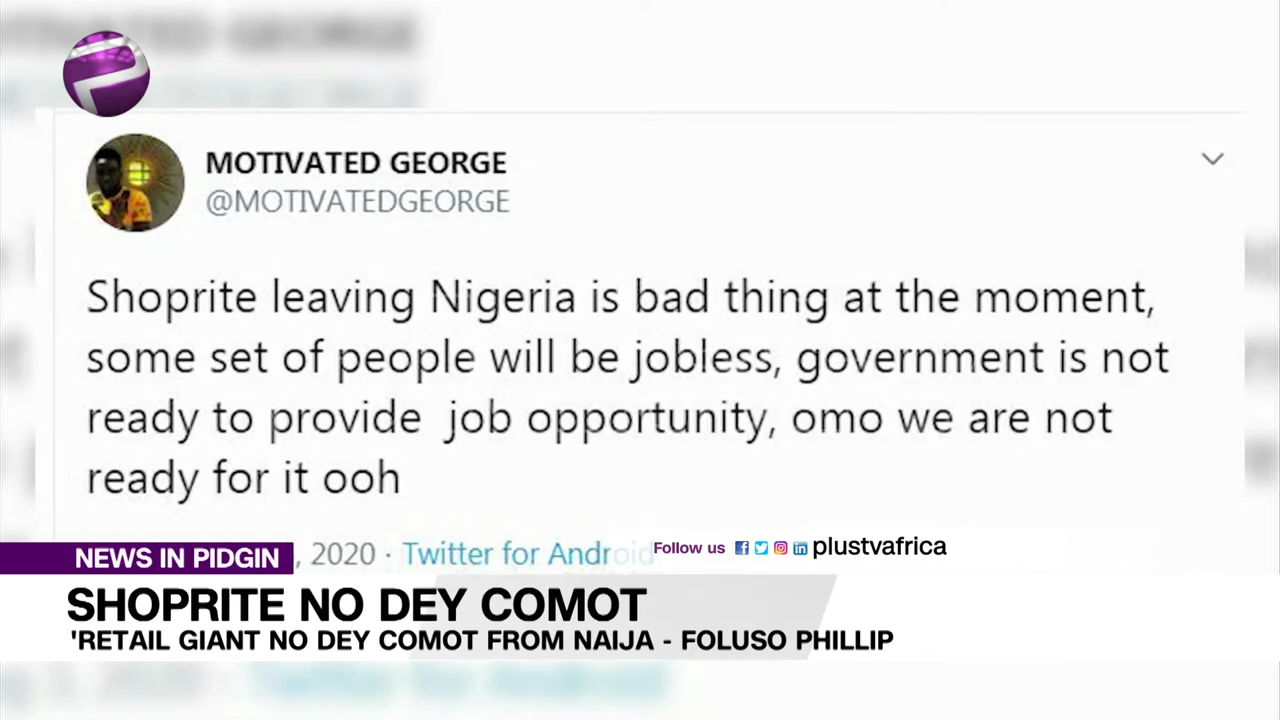 MOTIVATED GEORGE
@MOTIVATEDGEORGE
Shoprite leaving Nigeria is bad thing at the moment,
some set of people will be jobless, government is not
ready to provide job opportunity, omo we are not
ready for it ooh
, 2020 · Twitter for Android
Follow us plustvafrica
NEWS IN PIDGIN
SHOPRITE NO DEY COMOT
'RETAIL GIANT NO DEY COMOT FROM NAIJA - FOLUSO PHILLIP